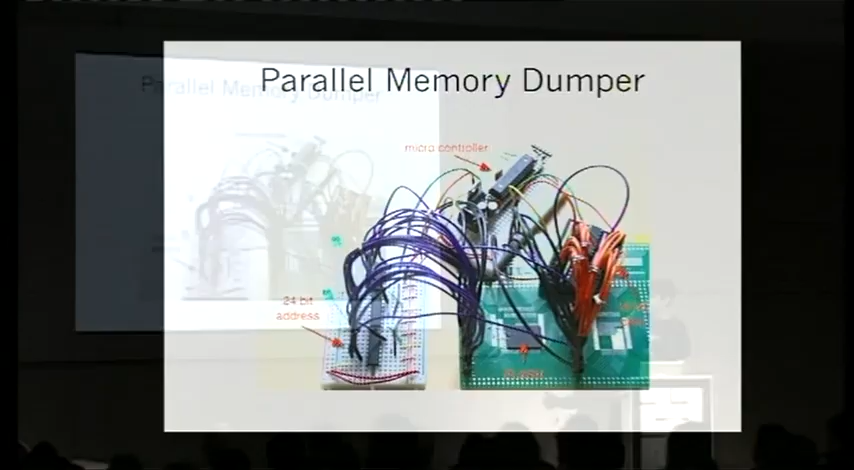 Parallel Memory Dumper
micro controller
24 bit
address